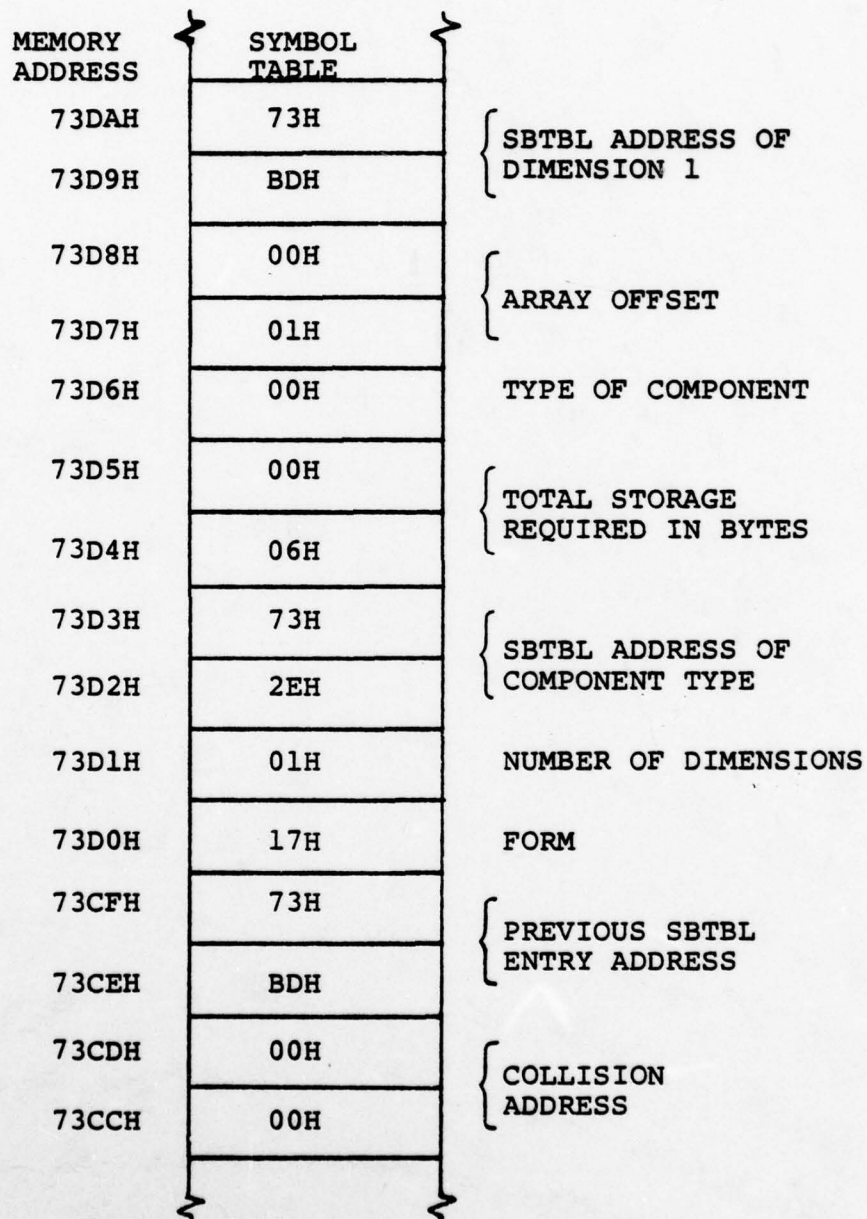 MEMORY SYMBOL
ADDRESS TABLE
73DAH 73H
SBTBL ADDRESS OF
DIMENSION 1
73D9H BDH
73D8H 00H
ARRAY OFFSET
73D7H 01H
73D6H 00H TYPE OF COMPONENT
73D5H 00H
TOTAL STORAGE
REQUIRED IN BYTES
73D4H 06H
73D3H 73H
SBTBL ADDRESS OF
COMPONENT TYPE
73D2H 2EH
73D1H 01H NUMBER OF DIMENSIONS
73D0H 17H FORM
73CFH 73H
PREVIOUS SBTBL
ENTRY ADDRESS
73CEH BDH
73CDH 00H
COLLISION
ADDRESS
73CCH 00H